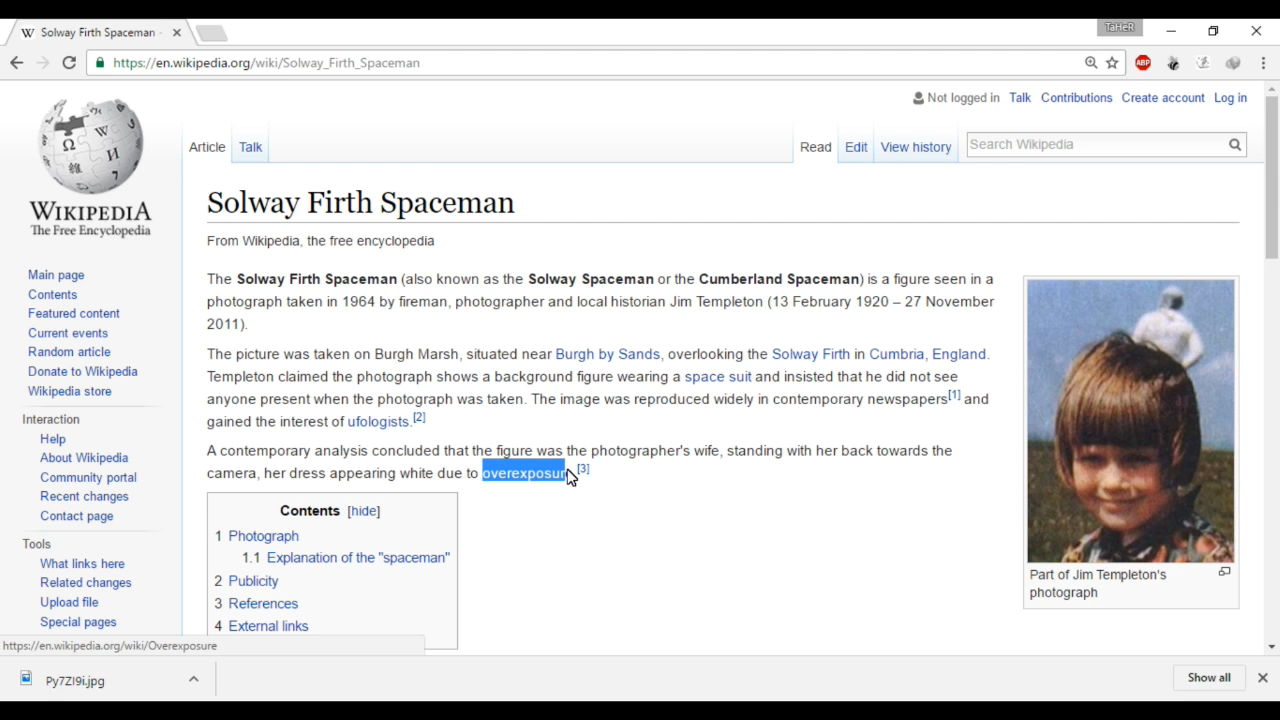 Solway Firth Spaceman -
TaHeR
https://en.wikipedia.org/wiki/Solway_Firth_Spaceman
ABP
Not logged in Talk Contributions Create account Log in
Article Talk Read Edit View history Search Wikipedia
WIKIPEDIA
The Free Encyclopedia
Main page
Contents
Featured content
Current events
Random article
Donate to Wikipedia
Wikipedia store
Interaction
Help
About Wikipedia
Community portal
Recent changes
Contact page
Tools
What links here
Related changes
Upload file
Special pages
Solway Firth Spaceman
From Wikipedia, the free encyclopedia
The Solway Firth Spaceman (also known as the Solway Spaceman or the Cumberland Spaceman) is a figure seen in a
photograph taken in 1964 by fireman, photographer and local historian Jim Templeton (13 February 1920 – 27 November
2011).
The picture was taken on Burgh Marsh, situated near Burgh by Sands, overlooking the Solway Firth in Cumbria, England.
Templeton claimed the photograph shows a background figure wearing a space suit and insisted that he did not see
anyone present when the photograph was taken. The image was reproduced widely in contemporary newspapers[1] and
gained the interest of ufologists.[2]
A contemporary analysis concluded that the figure was the photographer's wife, standing with her back towards the
camera, her dress appearing white due to overexposur [3]
Contents [hide]
1 Photograph
1.1 Explanation of the "spaceman"
2 Publicity
3 References
4 External links
Part of Jim Templeton's
photograph
https://en.wikipedia.org/wiki/Overexposure
Py7ZI9i.jpg
Show all